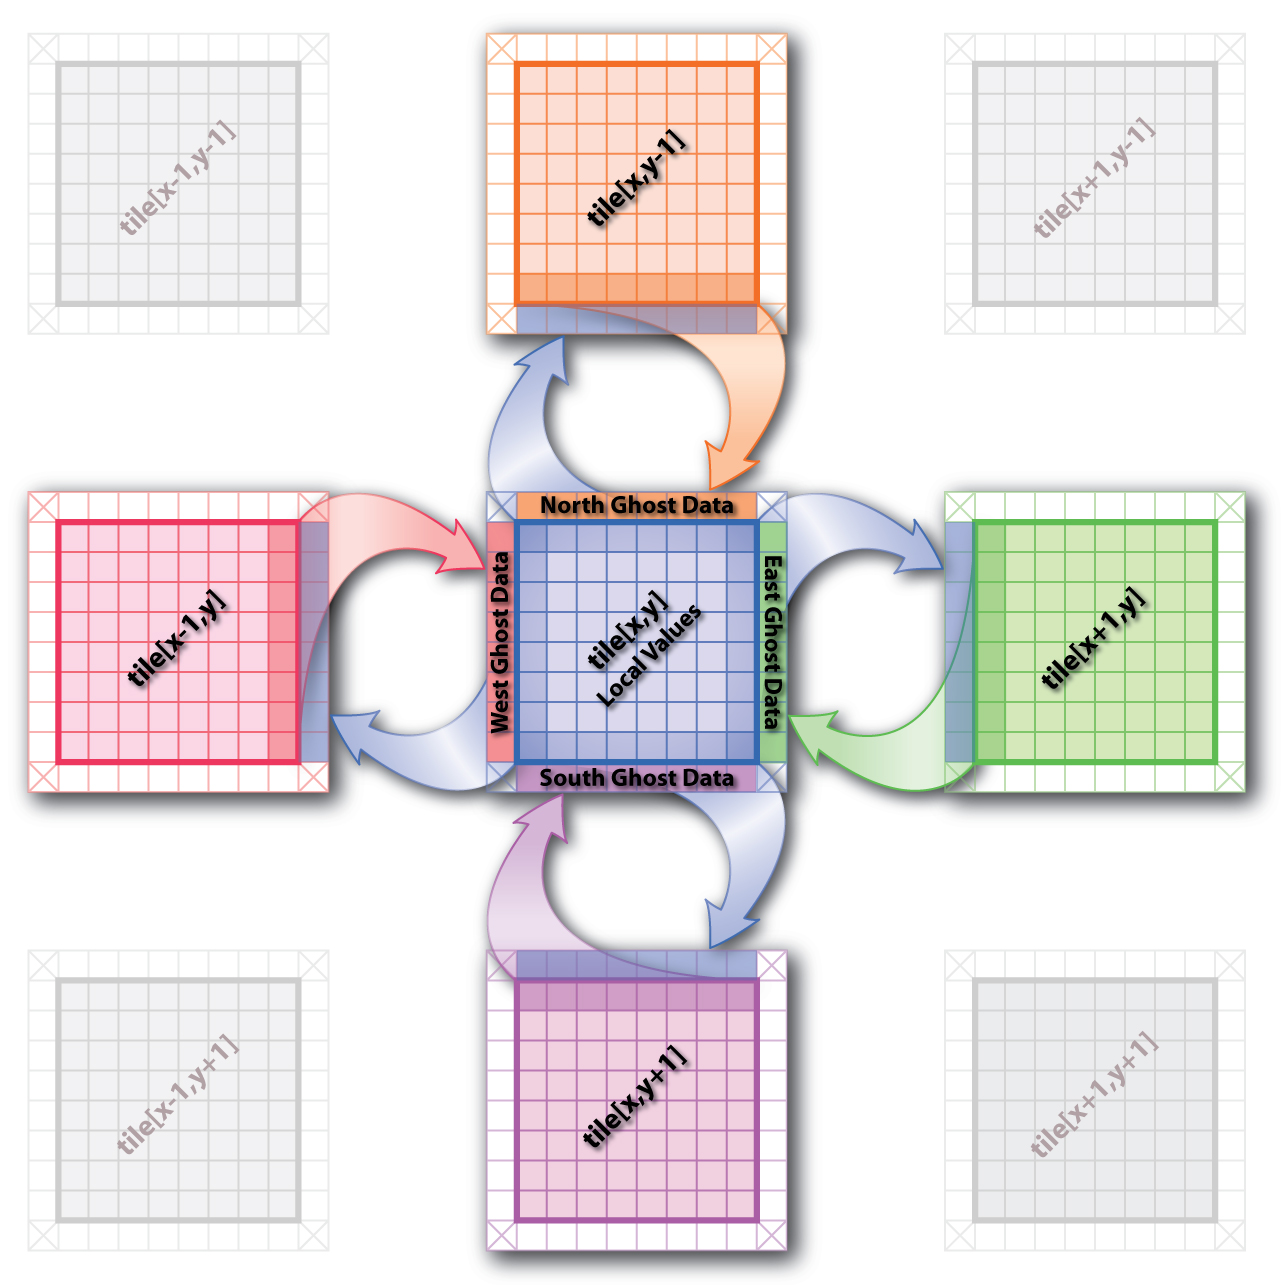 tile[x-1,y-1]
tile[x,y-1]
tile[x+1,y-1]
North Ghost Data
tile[x-1,y]
West Ghost Data
tile[x,y]
Local Values
East Ghost Data
tile[x+1,y]
South Ghost Data
tile[x-1,y+1]
tile[x,y+1]
tile[x+1,y+1]